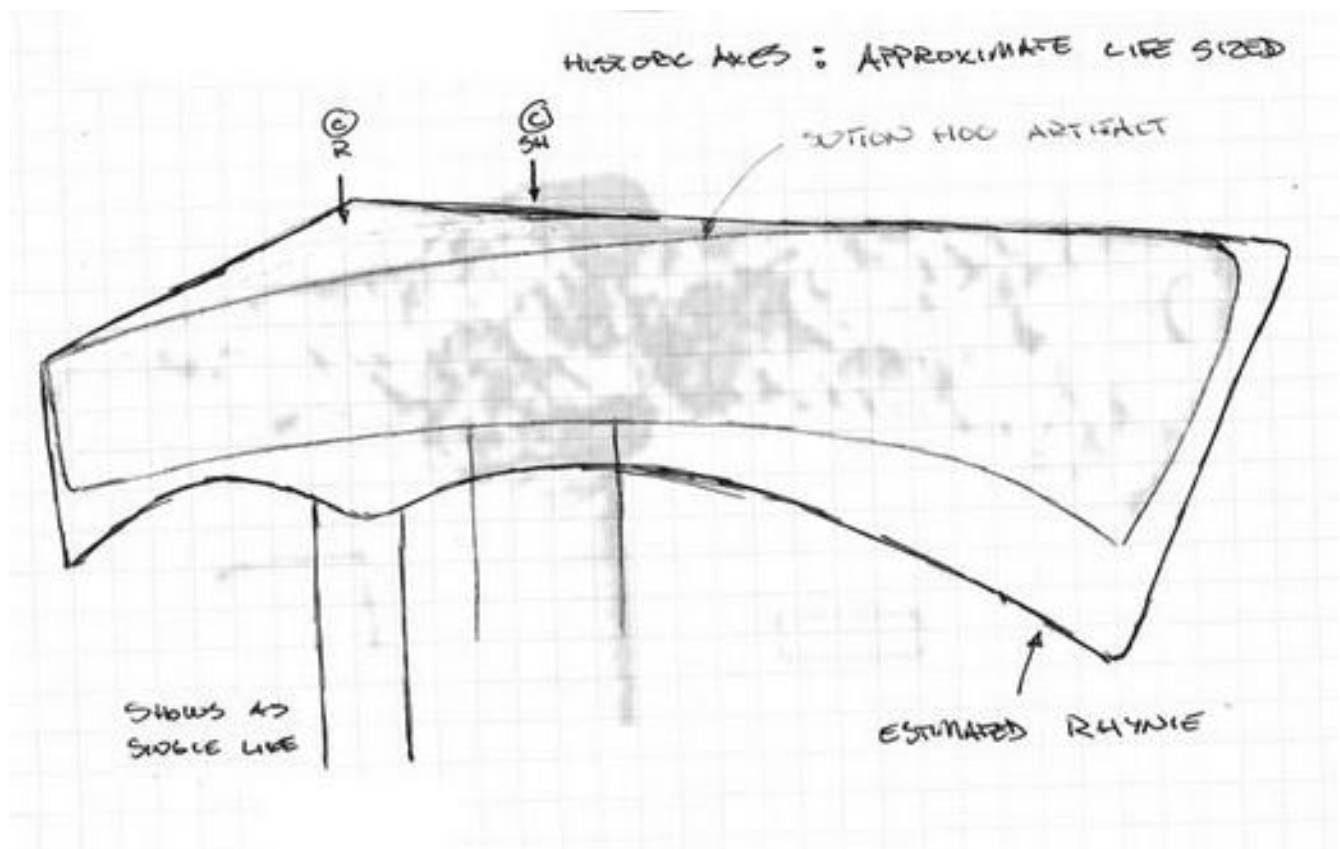 HISTORIC AXES : APPROXIMATE LIFE SIZED
© R
© SH
SUTTON HOO ARTIFACT
SHOWS AS
SINGLE LINE
ESTIMATED RHYNIE